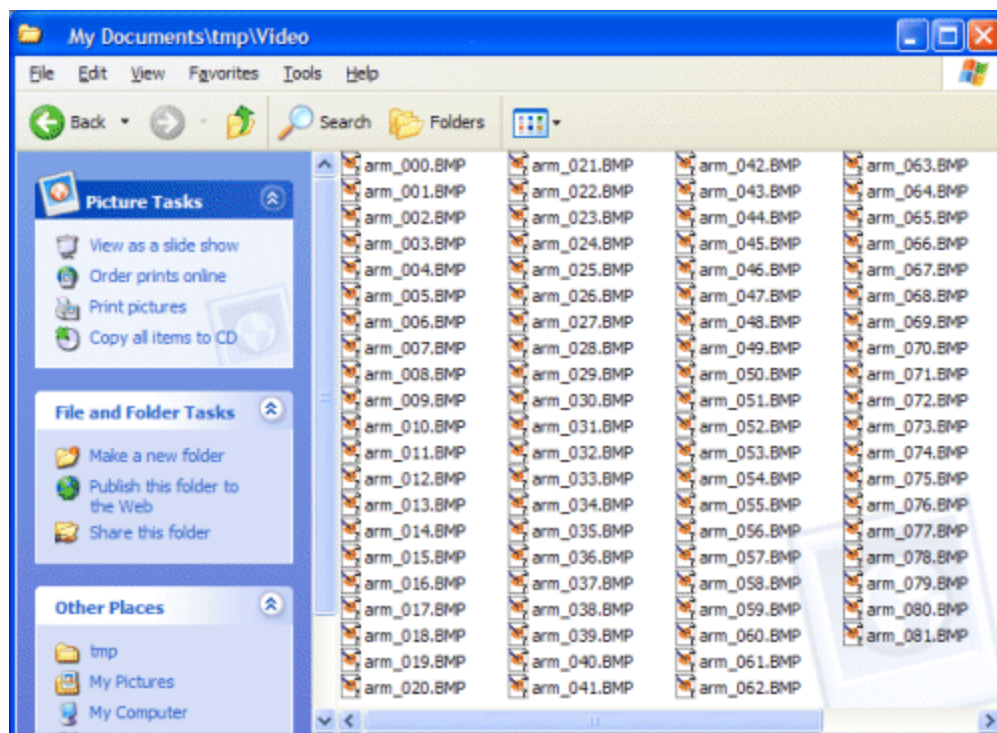 My Documents\tmp\Video
File Edit View Favorites Tools Help
Back Search Folders
Picture Tasks
View as a slide show
Order prints online
Print pictures
Copy all items to CD
File and Folder Tasks
Make a new folder
Publish this folder to
the Web
Share this folder
Other Places
tmp
My Pictures
My Computer
arm_000.BMP arm_021.BMP arm_042.BMP arm_063.BMP
arm_001.BMP arm_022.BMP arm_043.BMP arm_064.BMP
arm_002.BMP arm_023.BMP arm_044.BMP arm_065.BMP
arm_003.BMP arm_024.BMP arm_045.BMP arm_066.BMP
arm_004.BMP arm_025.BMP arm_046.BMP arm_067.BMP
arm_005.BMP arm_026.BMP arm_047.BMP arm_068.BMP
arm_006.BMP arm_027.BMP arm_048.BMP arm_069.BMP
arm_007.BMP arm_028.BMP arm_049.BMP arm_070.BMP
arm_008.BMP arm_029.BMP arm_050.BMP arm_071.BMP
arm_009.BMP arm_030.BMP arm_051.BMP arm_072.BMP
arm_010.BMP arm_031.BMP arm_052.BMP arm_073.BMP
arm_011.BMP arm_032.BMP arm_053.BMP arm_074.BMP
arm_012.BMP arm_033.BMP arm_054.BMP arm_075.BMP
arm_013.BMP arm_034.BMP arm_055.BMP arm_076.BMP
arm_014.BMP arm_035.BMP arm_056.BMP arm_077.BMP
arm_015.BMP arm_036.BMP arm_057.BMP arm_078.BMP
arm_016.BMP arm_037.BMP arm_058.BMP arm_079.BMP
arm_017.BMP arm_038.BMP arm_059.BMP arm_080.BMP
arm_018.BMP arm_039.BMP arm_060.BMP arm_081.BMP
arm_019.BMP arm_040.BMP arm_061.BMP
arm_020.BMP arm_041.BMP arm_062.BMP